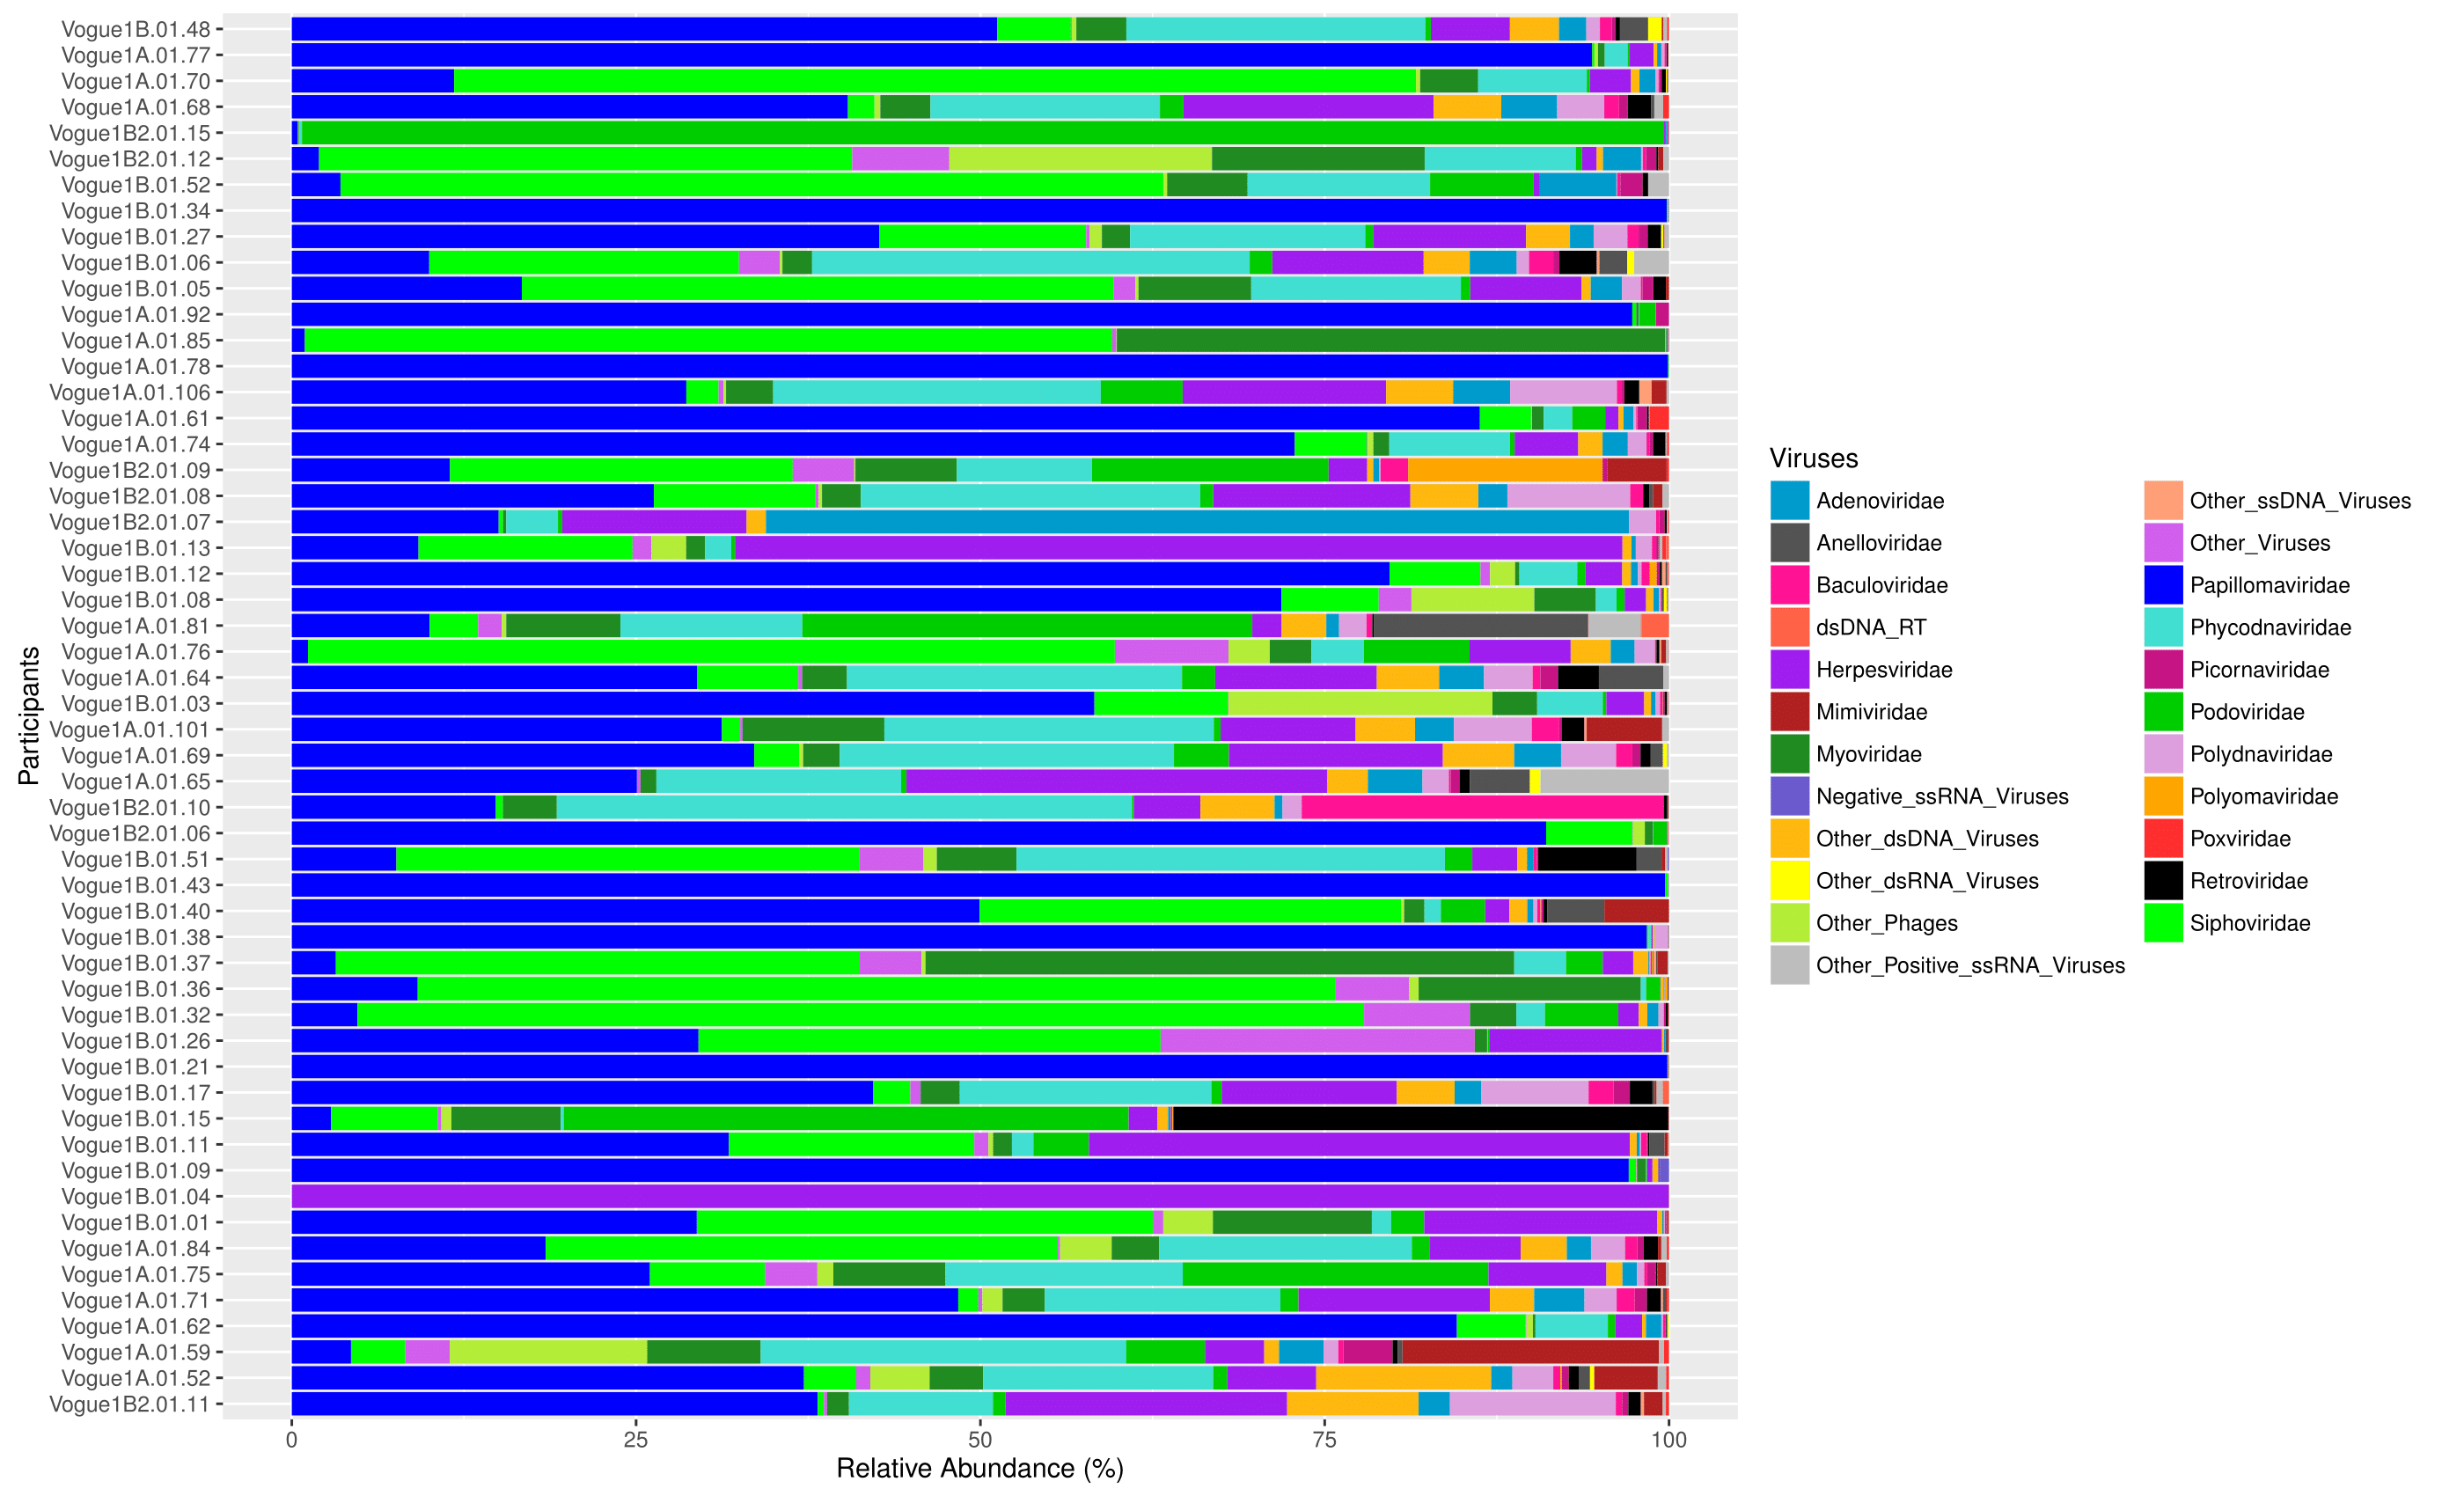 Vogue1B.01.48
Vogue1A.01.77
Vogue1A.01.70
Vogue1A.01.68
Vogue1B2.01.15
Vogue1B2.01.12
Vogue1B.01.52
Vogue1B.01.34
Vogue1B.01.27
Vogue1B.01.06
Vogue1B.01.05
Vogue1A.01.92
Vogue1A.01.85
Vogue1A.01.78
Vogue1A.01.106
Vogue1A.01.61
Vogue1A.01.74
Vogue1B2.01.09
Vogue1B2.01.08
Vogue1B2.01.07
Vogue1B.01.13
Vogue1B.01.12
Vogue1B.01.08
Vogue1A.01.81
Vogue1A.01.76
Vogue1A.01.64
Vogue1B.01.03
Vogue1A.01.101
Vogue1A.01.69
Vogue1A.01.65
Vogue1B2.01.10
Vogue1B2.01.06
Vogue1B.01.51
Vogue1B.01.43
Vogue1B.01.40
Vogue1B.01.38
Vogue1B.01.37
Vogue1B.01.36
Vogue1B.01.32
Vogue1B.01.26
Vogue1B.01.21
Vogue1B.01.17
Vogue1B.01.15
Vogue1B.01.11
Vogue1B.01.09
Vogue1B.01.04
Vogue1B.01.01
Vogue1A.01.84
Vogue1A.01.75
Vogue1A.01.71
Vogue1A.01.62
Vogue1A.01.59
Vogue1A.01.52
Vogue1B2.01.11
Participants
0 25 50 75 100
Relative Abundance (%)
Viruses
Adenoviridae
Anelloviridae
Baculoviridae
dsDNA_RT
Herpesviridae
Mimiviridae
Myoviridae
Negative_ssRNA_Viruses
Other_dsDNA_Viruses
Other_dsRNA_Viruses
Other_Phages
Other_Positive_ssRNA_Viruses
Other_ssDNA_Viruses
Other_Viruses
Papillomaviridae
Phycodnaviridae
Picornaviridae
Podoviridae
Polydnaviridae
Polyomaviridae
Poxviridae
Retroviridae
Siphoviridae